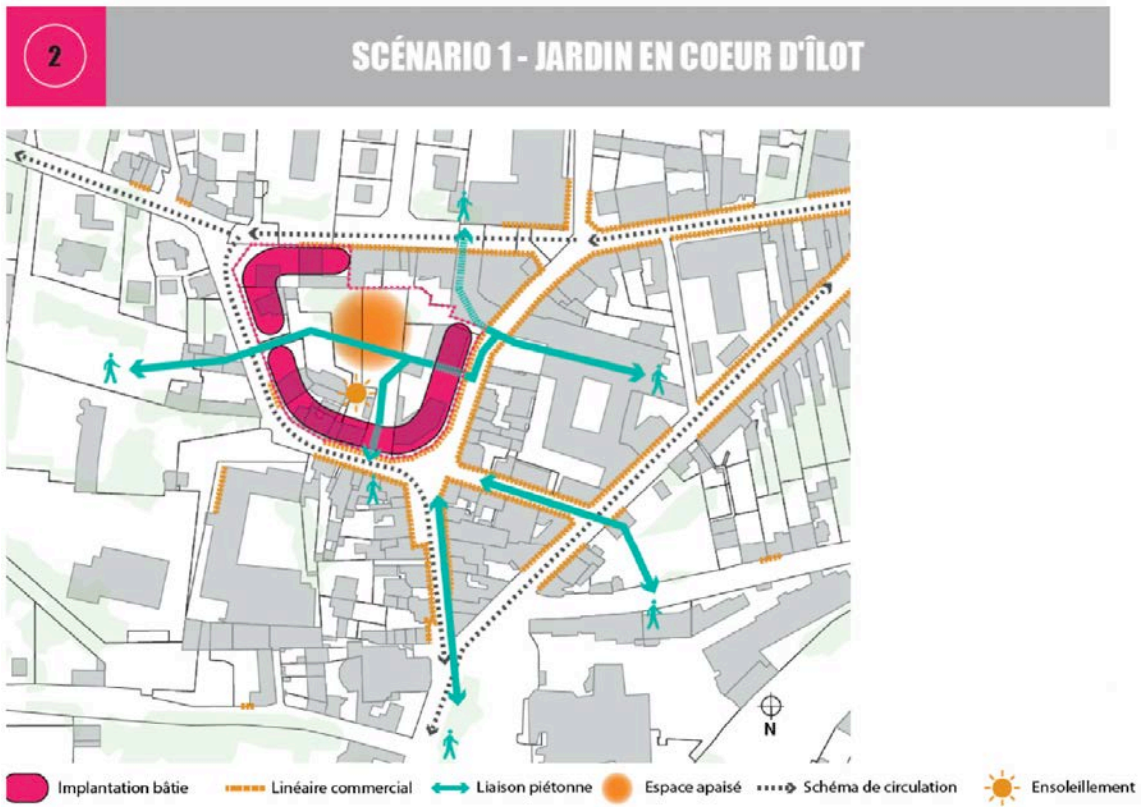 2
SCÉNARIO 1 - JARDIN EN COEUR D'ÎLOT
N
Implantation bâtie
Linéaire commercial
Liaison piétonne
Espace apaisé
Schéma de circulation
Ensoleillement